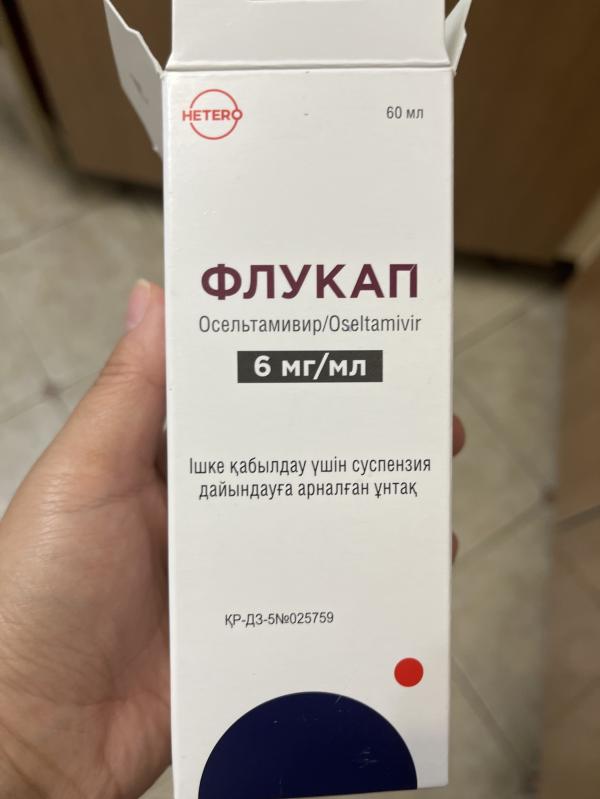 HETERO
60 мл
ФЛУКАП
Осельтамивир/Oseltamivir
6 мг/мл
Ішке қабылдау үшін суспензия
дайындауға арналған ұнтақ
ҚР-ДЗ-5№025759